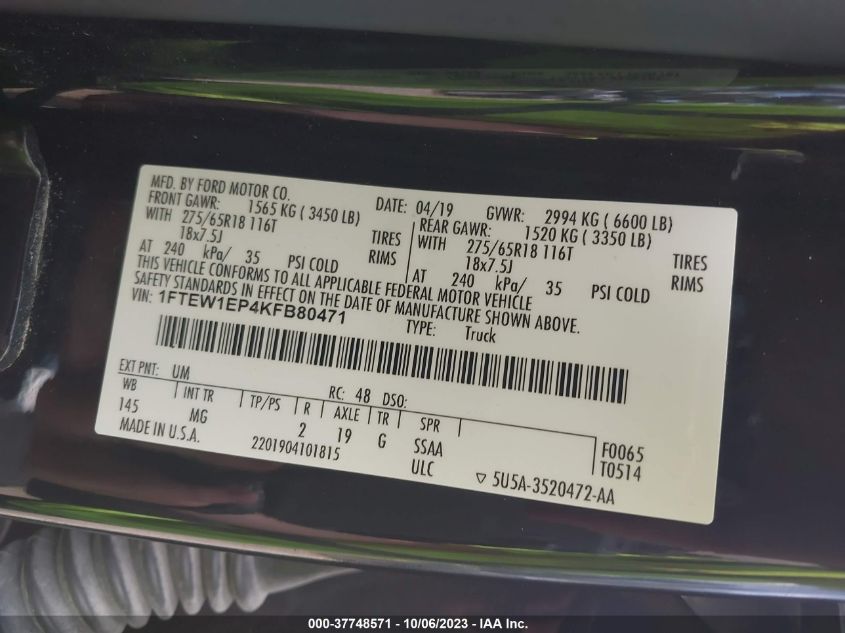 MFD. BY FORD MOTOR CO. DATE: 04/19 GVWR: 2994 KG ( 6600 LB)
FRONT GAWR: 1565 KG ( 3450 LB) REAR GAWR: 1520 KG ( 3350 LB)
WITH 275/65R18 116T TIRES WITH 275/65R18 116T TIRES
18x7.5J RIMS 18x7.5J RIMS
AT 240 kPa/ 35 PSI COLD AT 240 kPa/ 35 PSI COLD
THIS VEHICLE CONFORMS TO ALL APPLICABLE FEDERAL MOTOR VEHICLE
SAFETY STANDARDS IN EFFECT ON THE DATE OF MANUFACTURE SHOWN ABOVE.
VIN: 1FTEW1EP4KFB80471 TYPE: Truck
EXT PNT: UM RC: 48 DSO:
WB INT TR TP/PS R AXLE TR SPR
145 MG 2 19 G SSAA F0065
MADE IN U.S.A. 2201904101815 ULC T0514
▽ 5U5A-3520472-AA
000-37748571 - 10/06/2023 - IAA Inc.